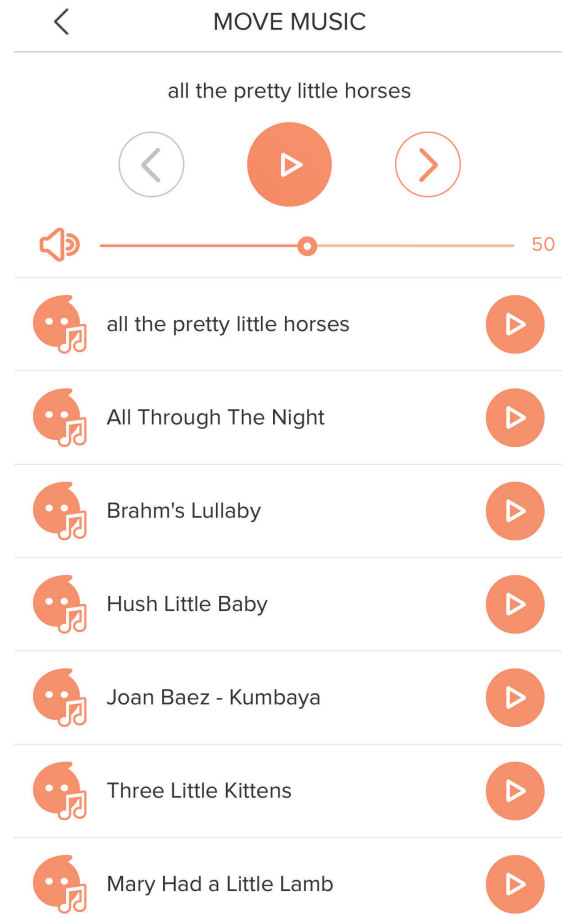 MOVE MUSIC
all the pretty little horses
50
all the pretty little horses
All Through The Night
Brahm's Lullaby
Hush Little Baby
Joan Baez - Kumbaya
Three Little Kittens
Mary Had a Little Lamb